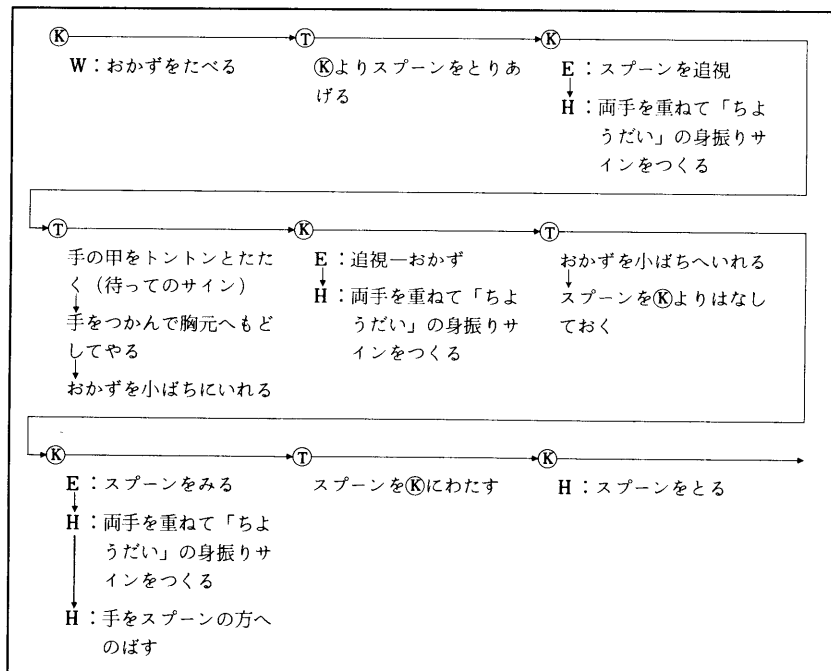 Ⓚ Ⓣ Ⓚ
W：おかずをたべる
Ⓚよりスプーンをとりあ
げる
E：スプーンを追視
H：両手を重ねて「ちよ
うだい」の身振りサ
インをつくる
Ⓣ Ⓚ Ⓣ
手の甲をトントンとたた
く（待ってのサイン）
手をつかんで胸元へもど
してやる
おかずを小ばちにいれる
E：追視—おかず
H：両手を重ねて「ちよ
うだい」の身振りサ
インをつくる
おかずを小ばちへいれる
スプーンをⓀよりはなし
ておく
Ⓚ Ⓣ Ⓚ
E：スプーンをみる
H：両手を重ねて「ちよ
うだい」の身振りサ
インをつくる
H：手をスプーンの方へ
のばす
スプーンをⓀにわたす
H：スプーンをとる